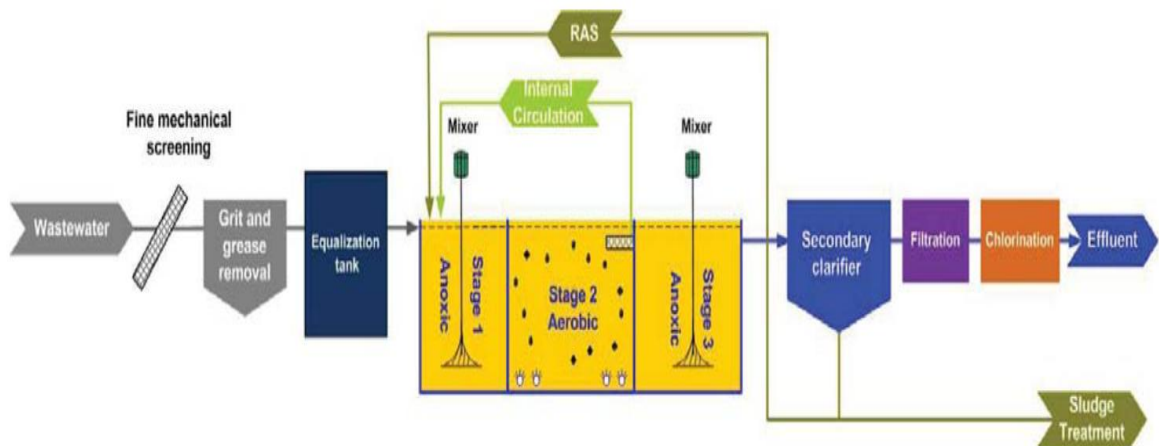 RAS
Internal
Circulation
Fine mechanical
screening
Mixer
Mixer
Wastewater
Grit and
grease
removal
Equalization
tank
Stage 1
Anoxic
Stage 2
Aerobic
Stage 3
Anoxic
Secondary
clarifier
Filtration
Chlorination
Effluent
Sludge
Treatment